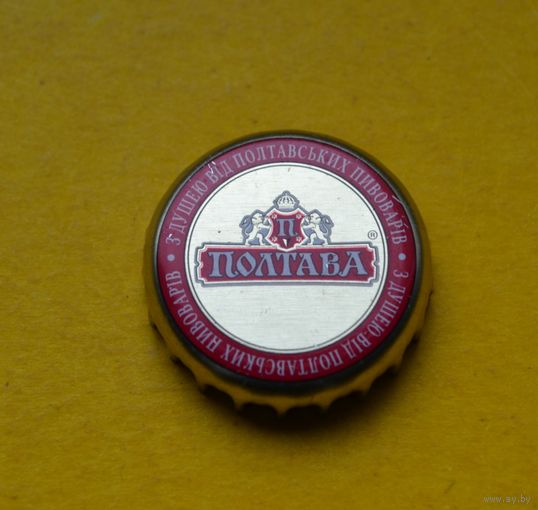 П
ПОЛТАВА ®
З ДУШЕЮ ВІД ПОЛТАВСЬКИХ ПИВОВАРІВ • З ДУШЕЮ ВІД ПОЛТАВСЬКИХ ПИВОВАРІВ •
www.ay.by